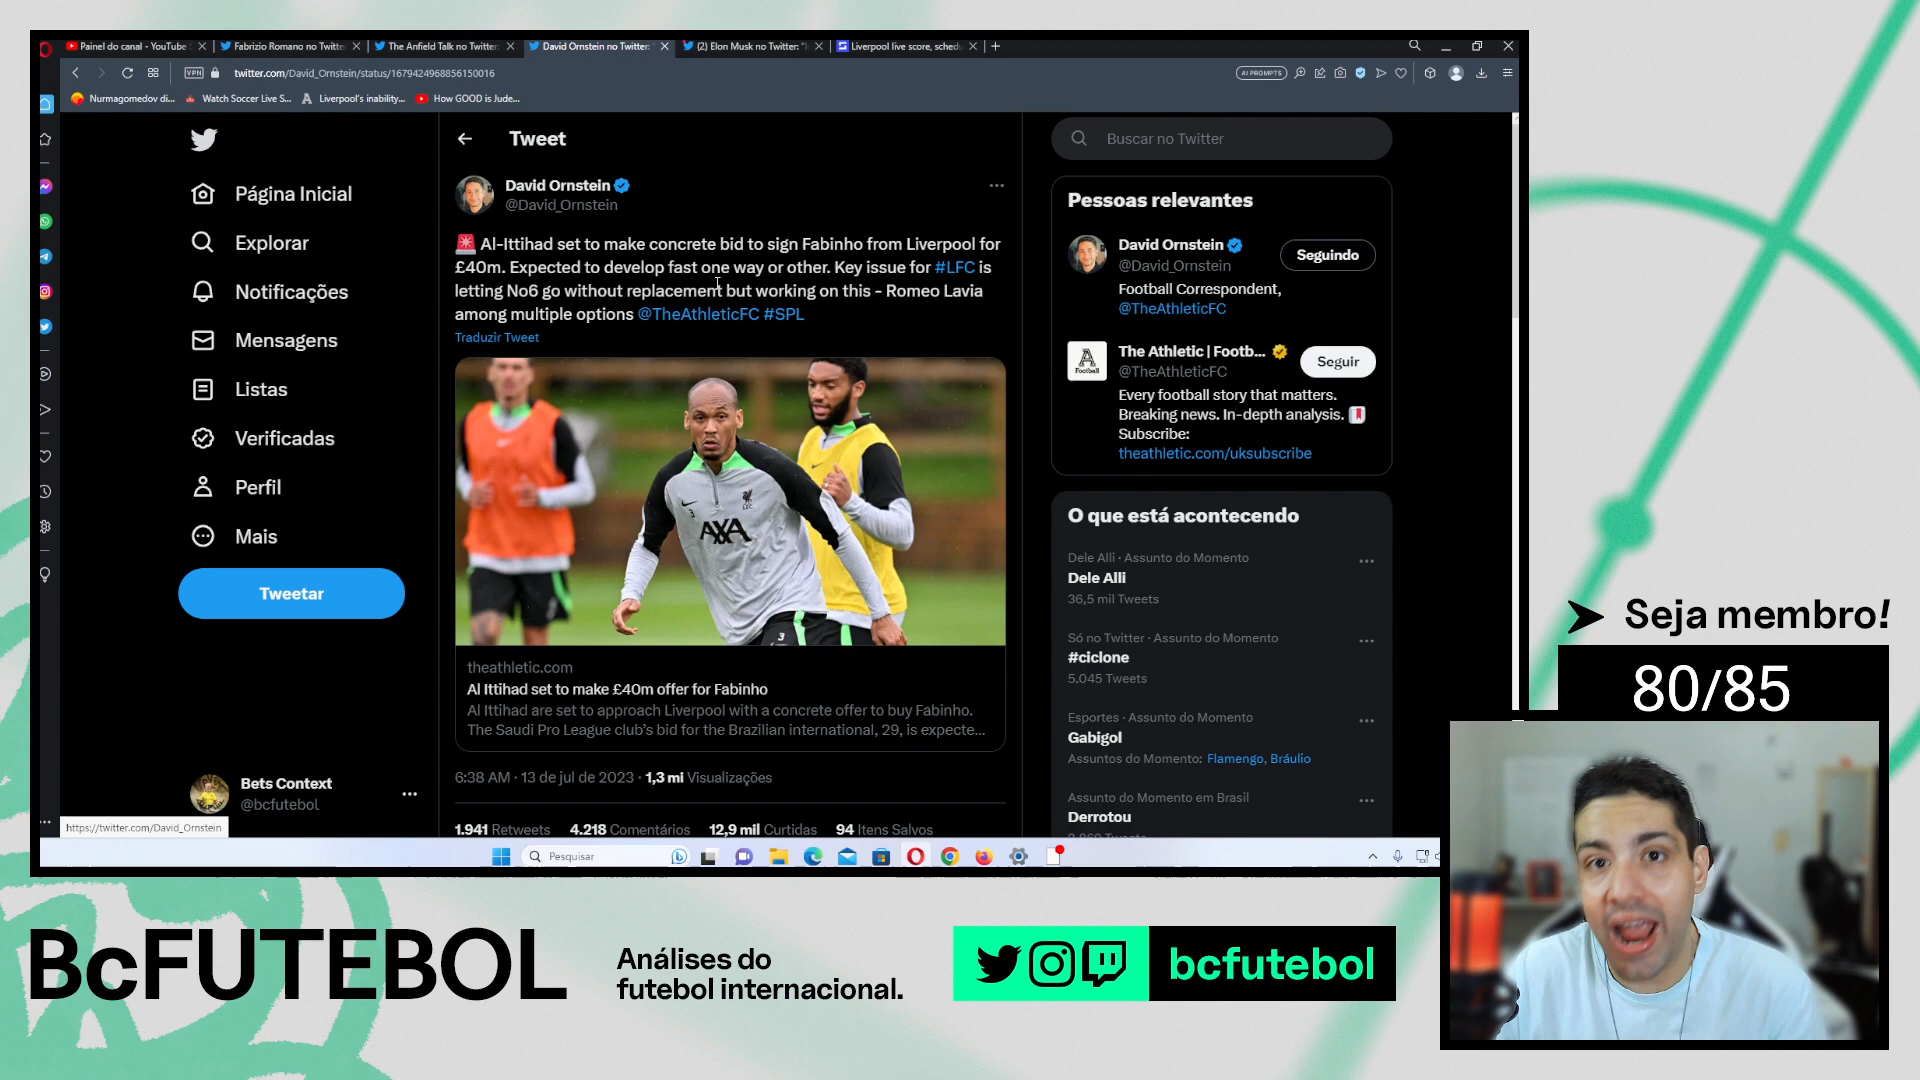 Painel do canal - YouTube S
Fabrizio Romano no Twitte
The Anfield Talk no Twitter:
David Ornstein no Twitter: "
(2) Elon Musk no Twitter: "I
Liverpool live score, sched
VPN
twitter.com/David_Ornstein/status/1679424968856150016
AI PROMPTS
Nurmagomedov di...
Watch Soccer Live S...
Liverpool's inability,...
How GOOD is Jude...
Página Inicial
Explorar
Notificações
Mensagens
Listas
Verificadas
Perfil
Mais
Tweetar
Bets Context
@bcfutebol
https://twitter.com/David_Ornstein
Tweet
David Ornstein
@David_Ornstein
Al-Ittihad set to make concrete bid to sign Fabinho from Liverpool for
£40m. Expected to develop fast one way or other. Key issue for #LFC is
letting No6 go without replacement but working on this - Romeo Lavia
among multiple options @TheAthleticFC #SPL
Traduzir Tweet
AXA
3
3
theathletic.com
Al Ittihad set to make £40m offer for Fabinho
Al Ittihad are set to approach Liverpool with a concrete offer to buy Fabinho.
The Saudi Pro League club's bid for the Brazilian international, 29, is expecte...
6:38 AM · 13 de jul de 2023 · 1,3 mi Visualizações
1.941 Retweets 4.218 Comentários 12,9 mil Curtidas 94 Itens Salvos
Buscar no Twitter
Pessoas relevantes
David Ornstein
@David_Ornstein
Seguindo
Football Correspondent,
@TheAthleticFC
A
Football
The Athletic | Footb...
@TheAthleticFC
Seguir
Every football story that matters.
Breaking news. In-depth analysis.
Subscribe:
theathletic.com/uksubscribe
O que está acontecendo
Dele Alli · Assunto do Momento
Dele Alli
36,5 mil Tweets
Só no Twitter · Assunto do Momento
#ciclone
5.045 Tweets
Esportes · Assunto do Momento
Gabigol
Assuntos do Momento: Flamengo, Bráulio
Assunto do Momento em Brasil
Derrotou
Pesquisar
Seja membro!
80/85
BcFUTEBOL
Análises do
futebol internacional.
bcfutebol